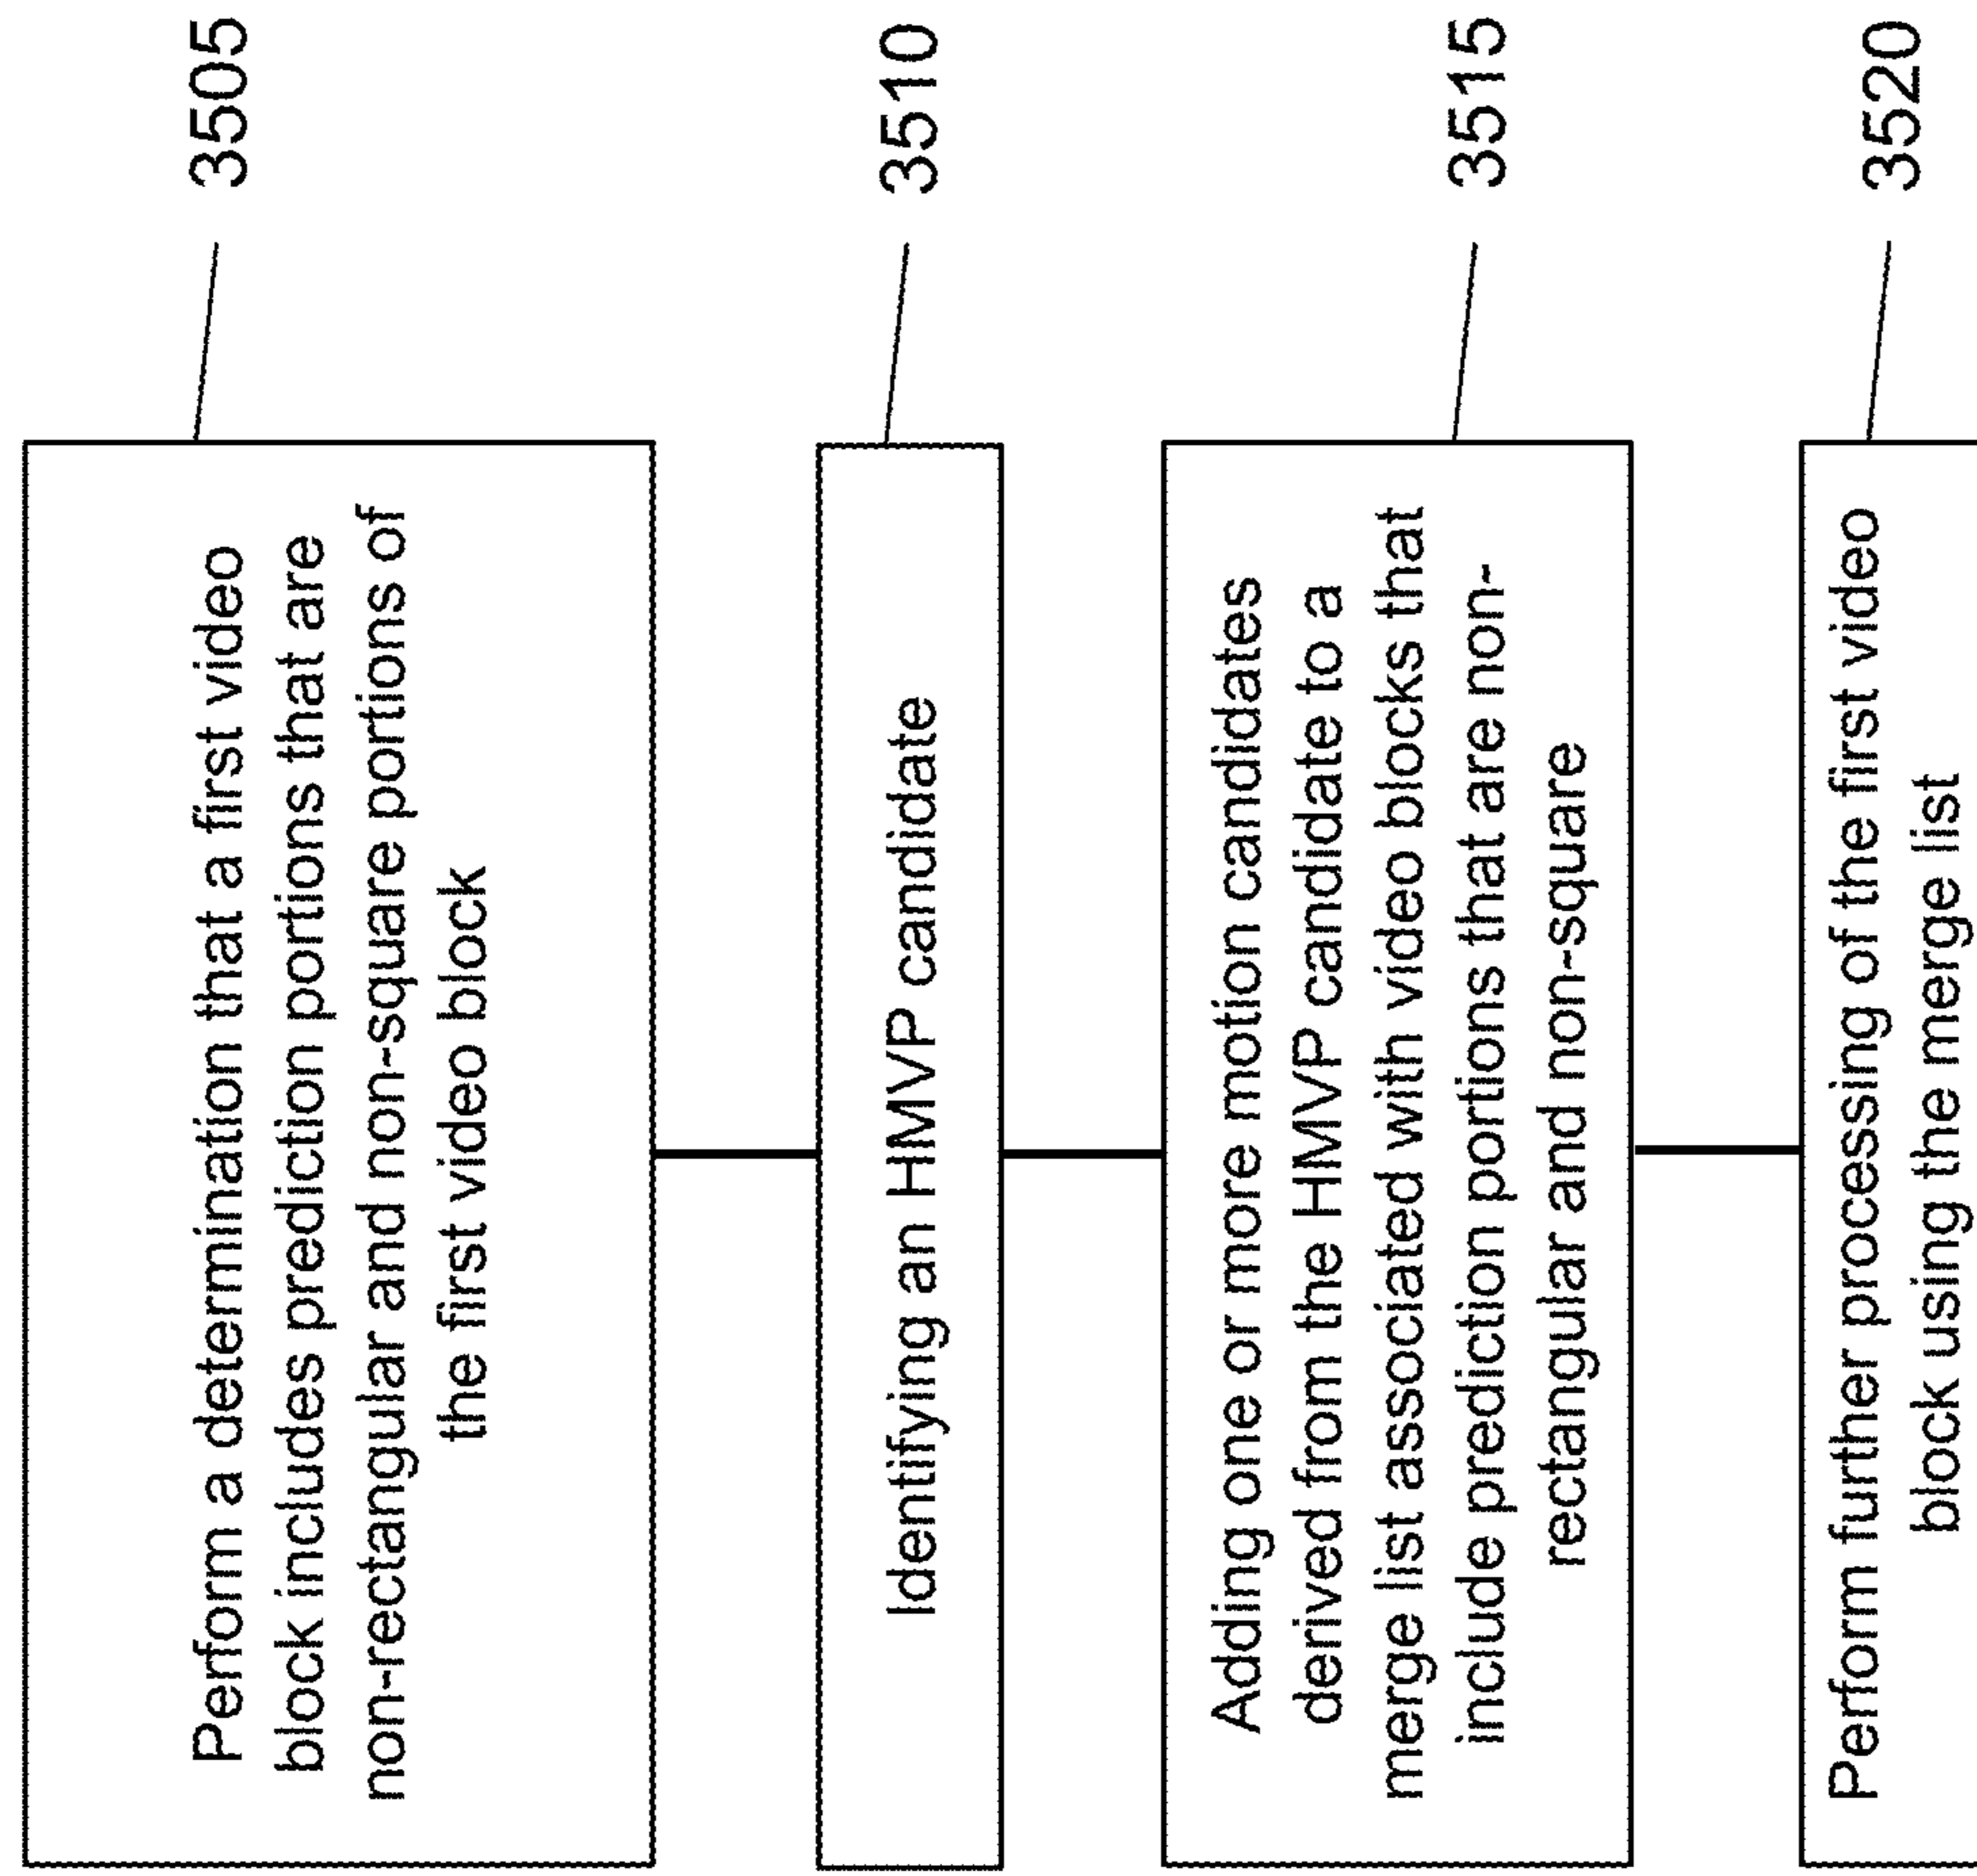 Perform a determination that a first video
block includes prediction portions that are
non-rectangular and non-square portions of
the first video block
3505
Identifying an HMVP candidate
3510
Adding one or more motion candidates
derived from the HMVP candidate to a
merge list associated with video blocks that
include prediction portions that are non-
rectangular and non-square
3515
Perform further processing of the first video
block using the merge list
3520